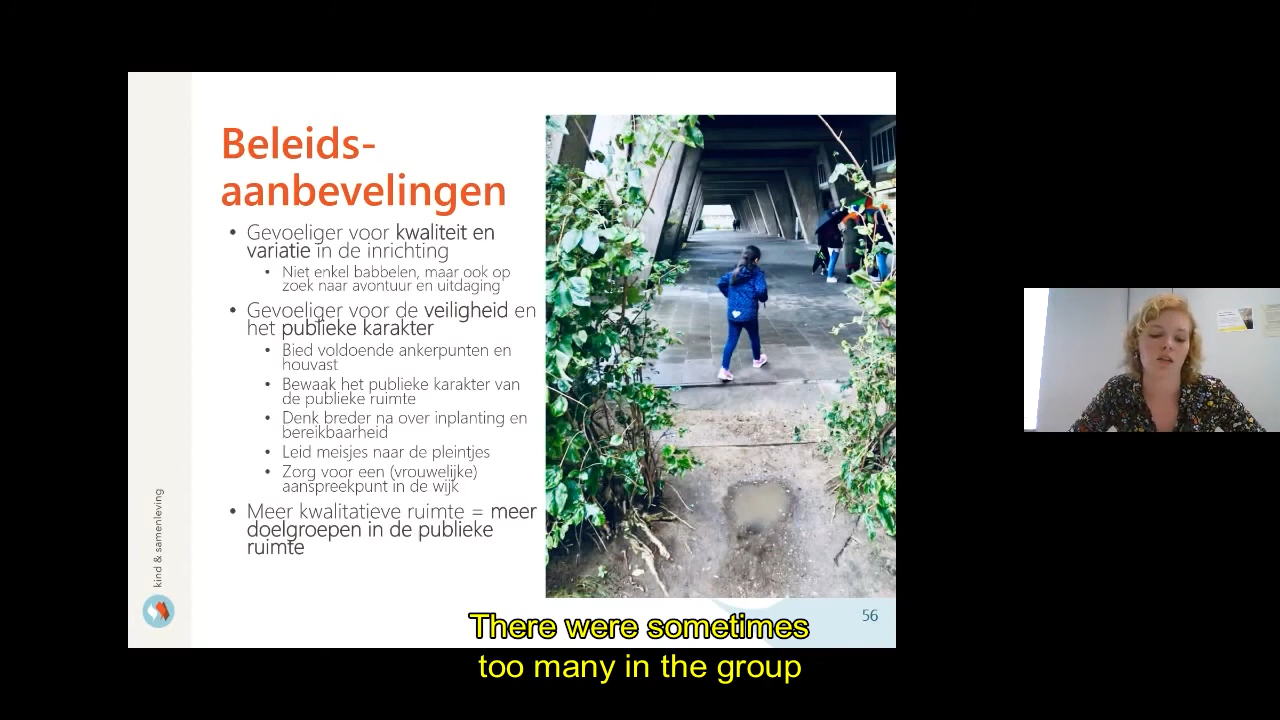 Beleids-
aanbevelingen
• Gevoeliger voor kwaliteit en
variatie in de inrichting
• Niet enkel babbelen, maar ook op
zoek naar avontuur en uitdaging
• Gevoeliger voor de veiligheid en
het publieke karakter
• Bied voldoende ankerpunten en
houvast
• Bewaak het publieke karakter van
de publieke ruimte
• Denk breder na over inplanting en
bereikbaarheid
• Leid meisjes naar de pleintjes
• Zorg voor een (vrouwelijke)
aanspreekpunt in de wijk
• Meer kwalitatieve ruimte = meer
doelgroepen in de publieke
ruimte
kind & samenleving
56
There were sometimes
too many in the group